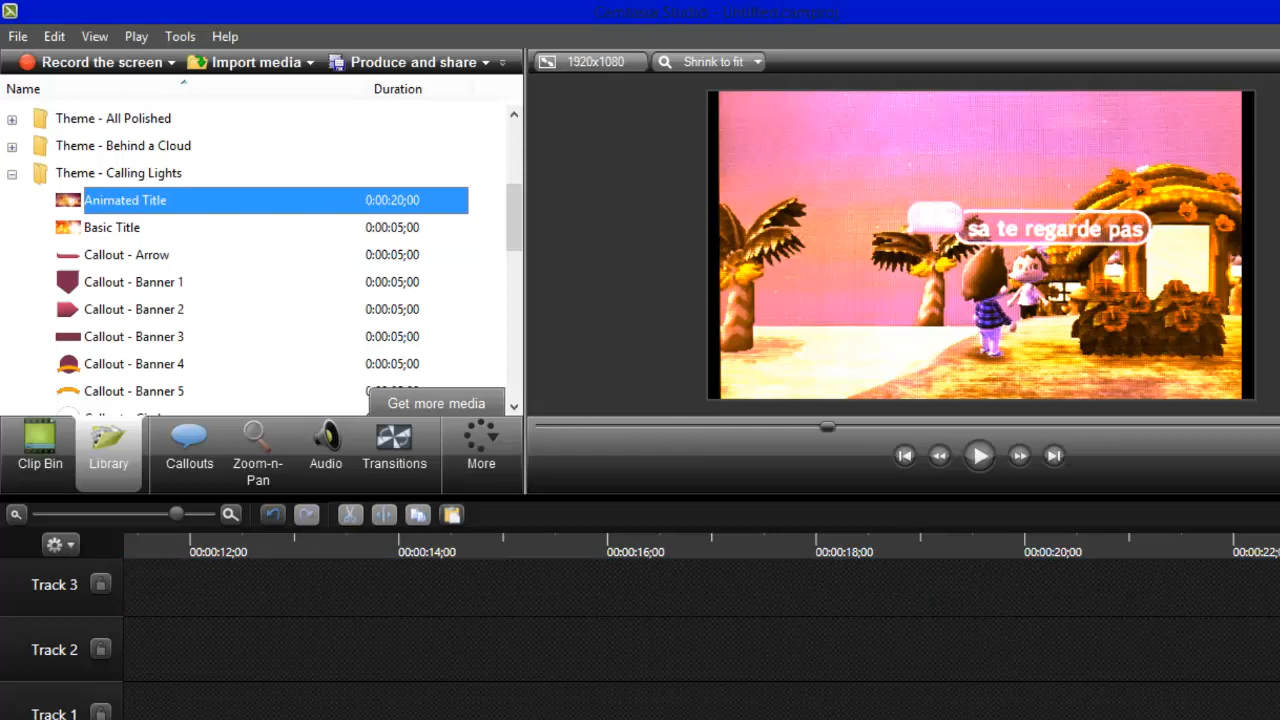 Camtasia Studio - Untitled.camproj
File Edit View Play Tools Help
Record the screen Import media Produce and share
1920x1080 Shrink to fit
Name Duration
Theme - All Polished
Theme - Behind a Cloud
Theme - Calling Lights
Animated Title 0:00:20;00
Basic Title 0:00:05;00
Callout - Arrow 0:00:05;00
Callout - Banner 1 0:00:05;00
Callout - Banner 2 0:00:05;00
Callout - Banner 3 0:00:05;00
Callout - Banner 4 0:00:05;00
Callout - Banner 5
sa te regarde pas
Get more media
Clip Bin Library Callouts Zoom-n-Pan Audio Transitions More
00:00:12;00 00:00:14;00 00:00:16;00 00:00:18;00 00:00:20;00
Track 3
Track 2
Track 1